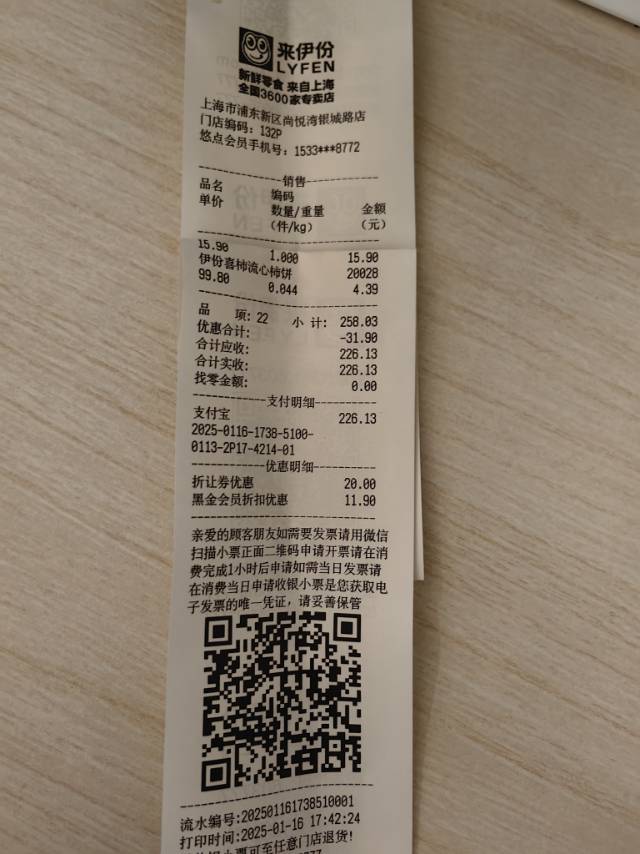 来伊份
LYFEN
新鲜零食 来自上海
全国3600家专卖店
上海市浦东新区尚悦湾银城路店
门店编码: 132P
悠点会员手机号: 1533***8772
销售
品名 编码
单价 数量/重量 金额
(件/kg) (元)
15.90 1.000 15.90
伊份喜柿流心柿饼 20028
99.80 0.044 4.39
品 项: 22 小 计: 258.03
优惠合计: -31.90
合计应收: 226.13
合计实收: 226.13
找零金额: 0.00
支付明细
支付宝 226.13
2025-0116-1738-5100-
0113-2P17-4214-01
优惠明细
折让券优惠 20.00
黑金会员折扣优惠 11.90
亲爱的顾客朋友如需要发票请用微信
扫描小票正面二维码申请开票请在消
费完成1小时后申请如需当日发票请
在消费当日申请收银小票是您获取电
子发票的唯一凭证，请妥善保管
流水编号:202501161738510001
打印时间:2025-01-16 17:42:24
小票可至任意门店退货!